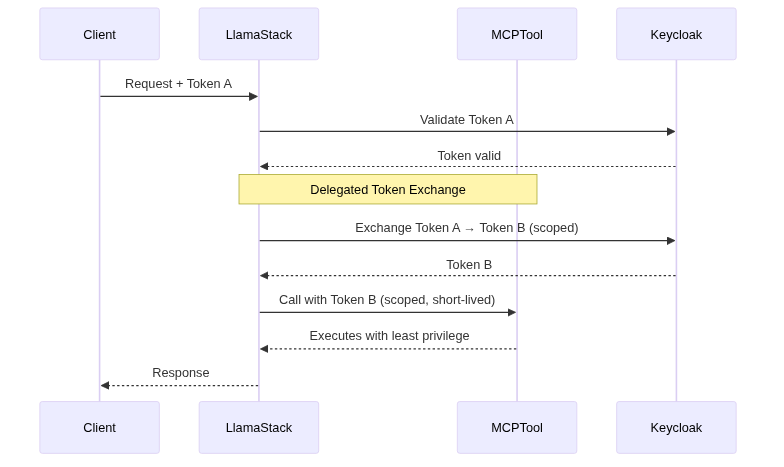 Client
LlamaStack
MCPTool
Keycloak
Request + Token A
Validate Token A
Token valid
Delegated Token Exchange
Exchange Token A → Token B (scoped)
Token B
Call with Token B (scoped, short-lived)
Executes with least privilege
Response
Client
LlamaStack
MCPTool
Keycloak